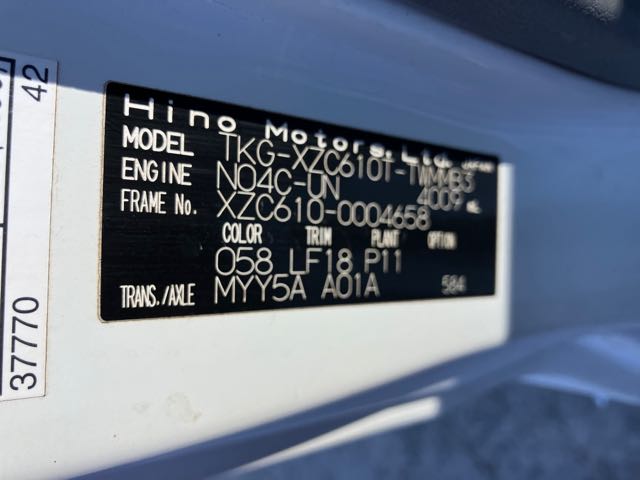 Hino Motors, Ltd. JAPAN
MODEL TKG-XZC610T-TWMMB3
ENGINE N04C-UN 4009 mL
FRAME No. XZC610-0004658
COLOR TRIM PLANT OPTION
058 LF18 P11
TRANS./AXLE MYY5A A01A 584
42
37770